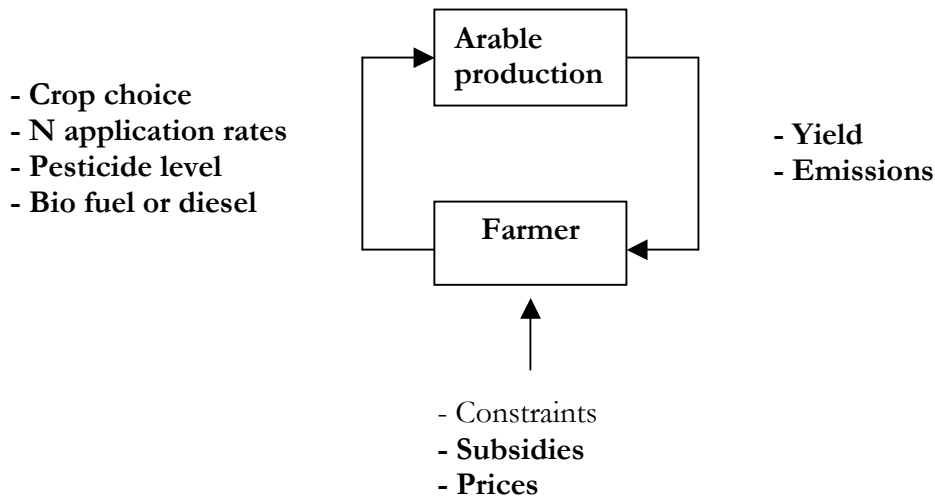 Arable
production
- Crop choice
- N application rates
- Pesticide level
- Bio fuel or diesel
- Yield
- Emissions
Farmer
- Constraints
- Subsidies
- Prices